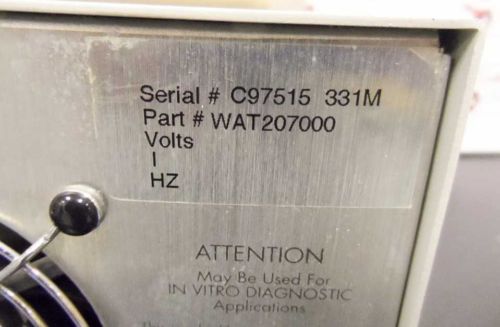 Serial # C97515 331M
Part # WAT207000
Volts
I
HZ
ATTENTION
May Be Used For
IN VITRO DIAGNOSTIC
Applications